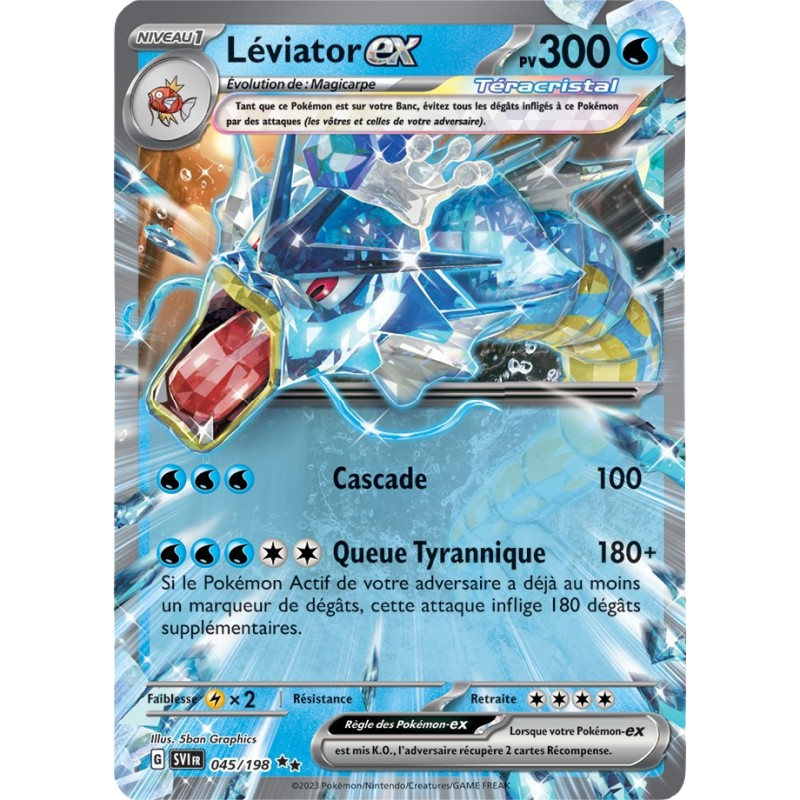 NIVEAU 1
Léviator ex
PV 300
Évolution de : Magicarpe
Téracristal
Tant que ce Pokémon est sur votre Banc, évitez tous les dégâts infligés à ce Pokémon
par des attaques (les vôtres et celles de votre adversaire).
Cascade 100
Queue Tyrannique 180+
Si le Pokémon Actif de votre adversaire a déjà au moins
un marqueur de dégâts, cette attaque inflige 180 dégâts
supplémentaires.
Faiblesse × 2 Résistance Retraite
Règle des Pokémon-ex Lorsque votre Pokémon-ex
est mis K.O., l'adversaire récupère 2 cartes Récompense.
Illus. 5ban Graphics
G SVI FR 045/198
©2023 Pokémon/Nintendo/Creatures/GAME FREAK